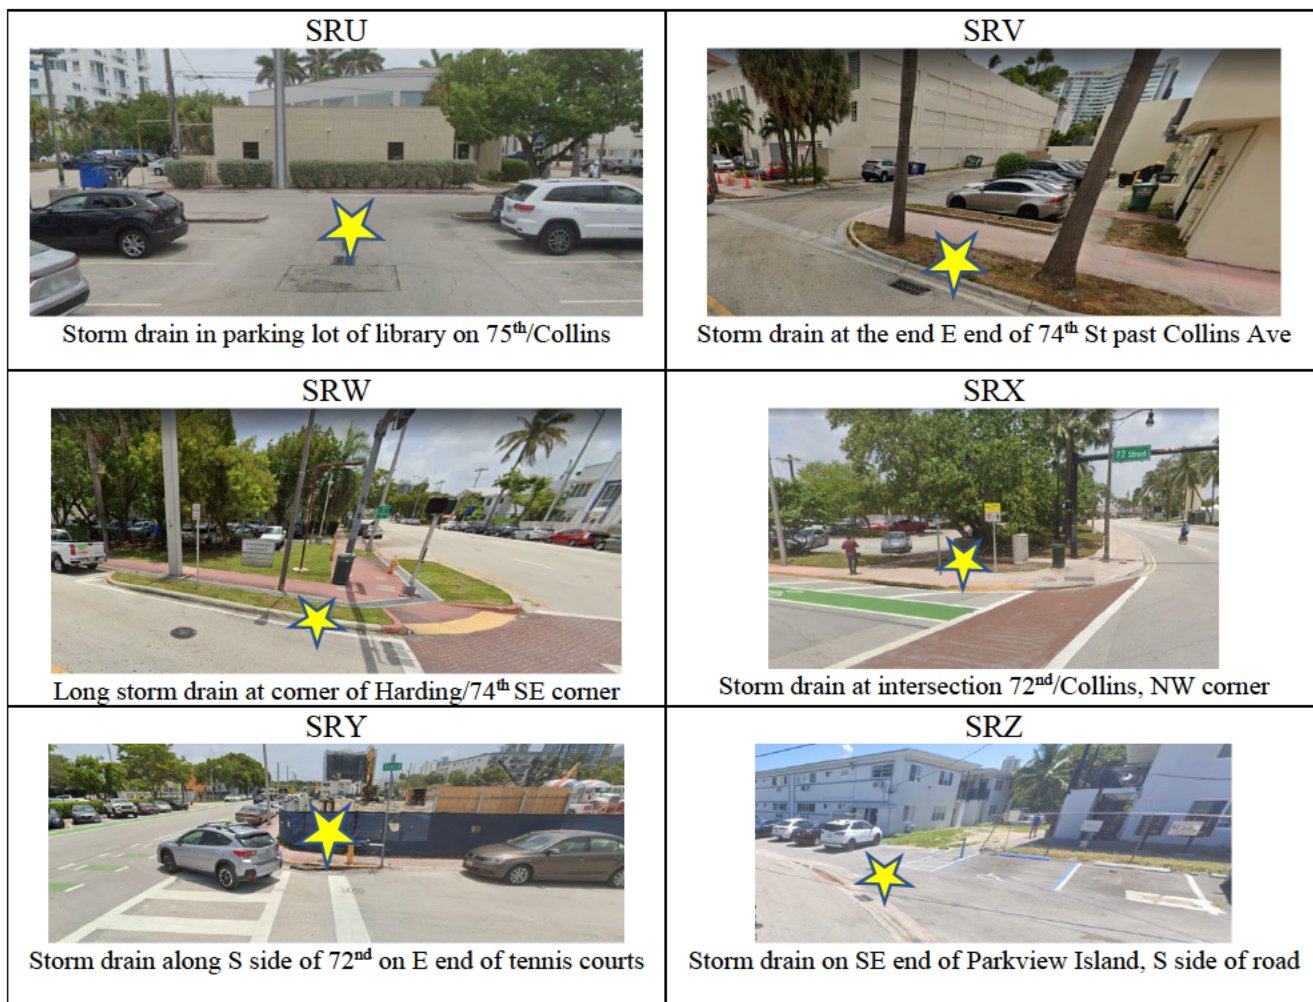 SRU
SRV
Storm drain in parking lot of library on 75th/Collins
Storm drain at the end E end of 74th St past Collins Ave
SRW
SRX
72 Street
Long storm drain at corner of Harding/74th SE corner
Storm drain at intersection 72nd/Collins, NW corner
SRY
SRZ
Storm drain along S side of 72nd on E end of tennis courts
Storm drain on SE end of Parkview Island, S side of road